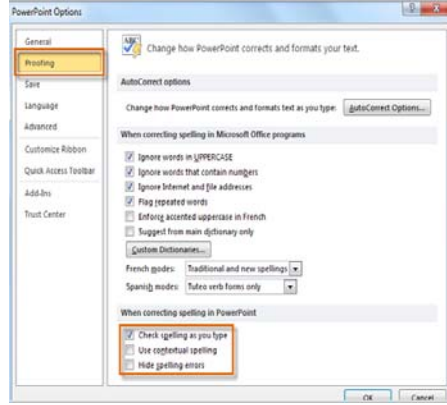 PowerPoint Options
General
Proofing
Save
Language
Advanced
Customize Ribbon
Quick Access Toolbar
Add-Ins
Trust Center
ABC
Change how PowerPoint corrects and formats your text.
AutoCorrect options
Change how PowerPoint corrects and formats text as you type: AutoCorrect Options...
When correcting spelling in Microsoft Office programs
Ignore words in UPPERCASE
Ignore words that contain numbers
Ignore Internet and file addresses
Flag repeated words
Enforce accented uppercase in French
Suggest from main dictionary only
Custom Dictionaries...
French modes: Traditional and new spellings
Spanish modes: Tuteo verb forms only
When correcting spelling in PowerPoint
Check spelling as you type
Use contextual spelling
Hide spelling errors
OK Cancel